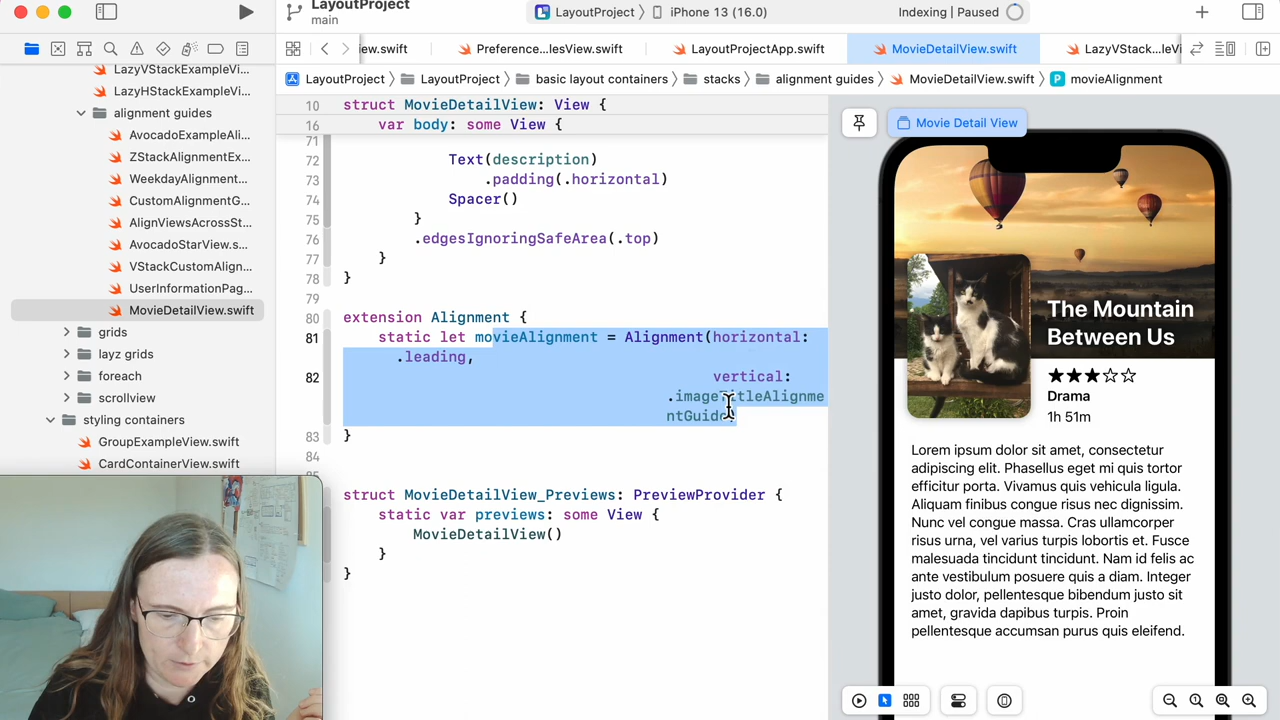 LayoutProject
main
LayoutProject
iPhone 13 (16.0)
Indexing | Paused
iew.swift
Preference...lesView.swift
LayoutProjectApp.swift
MovieDetailView.swift
LazyVStack...leVi
LayoutProject
LayoutProject
basic layout containers
stacks
alignment guides
MovieDetailView.swift
P
movieAlignment
LazyVStackExampleVi...
LazyHStackExampleVi...
alignment guides
AvocadoExampleAli...
ZStackAlignmentEx...
WeekdayAlignment...
CustomAlignmentG...
AlignViewsAcrossSt...
AvocadoStarView.s...
VStackCustomAlign...
UserInformationPag...
MovieDetailView.swift
grids
layz grids
foreach
scrollview
styling containers
GroupExampleView.swift
CardContainerView.swift
10 struct MovieDetailView: View {
16 var body: some View {
71
72 Text(description)
73 .padding(.horizontal)
74 Spacer()
75 }
76 .edgesIgnoringSafeArea(.top)
77 }
78 }
79
80 extension Alignment {
81 static let movieAlignment = Alignment(horizontal:
.leading,
82 vertical:
.imageTitleAlignme
ntGuide)
83 }
84
85
struct MovieDetailView_Previews: PreviewProvider {
static var previews: some View {
MovieDetailView()
}
}
Movie Detail View
The Mountain
Between Us
Drama
1h 51m
Lorem ipsum dolor sit amet, consectetur
adipiscing elit. Phasellus eget mi quis tortor
efficitur porta. Vivamus quis vehicula ligula.
Aliquam finibus congue risus nec dignissim.
Nunc vel congue massa. Cras ullamcorper
risus urna, vel varius turpis lobortis et. Fusce
malesuada tincidunt tincidunt. Nam id felis ac
ante vestibulum posuere quis a diam. Integer
justo dolor, pellentesque bibendum justo sit
amet, gravida dapibus turpis. Proin
pellentesque accumsan purus quis eleifend.